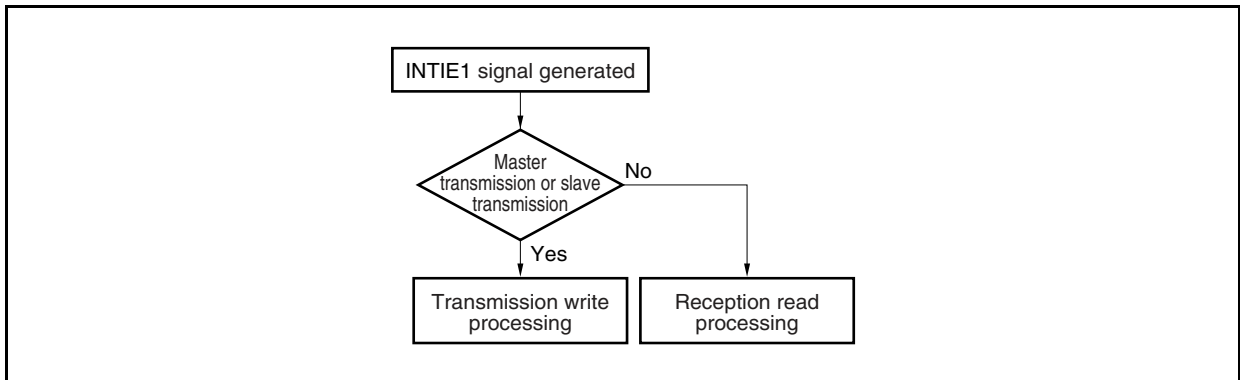 INTIE1 signal generated
Master
transmission or slave
transmission
No
Yes
Transmission write
processing
Reception read
processing